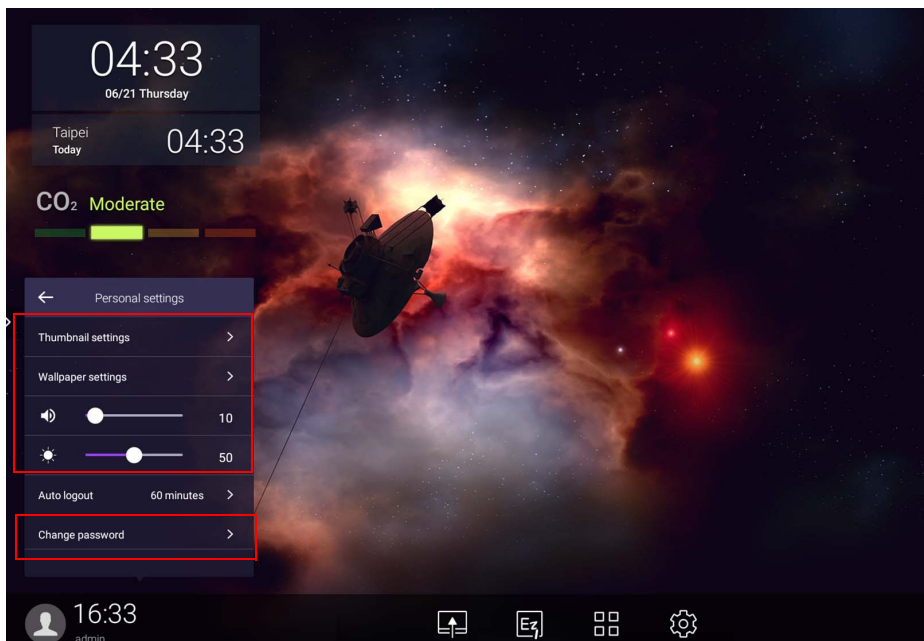 04:33
06/21 Thursday
Taipei
Today
04:33
CO₂ Moderate
Personal settings
Thumbnail settings
Wallpaper settings
10
50
Auto logout 60 minutes
Change password
16:33
admin